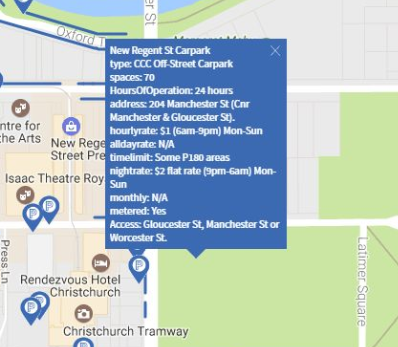 er St
Oxford T
New Regent St Carpark
type: CCC Off-Street Carpark
spaces: 70
HoursOfOperation: 24 hours
address: 204 Manchester St (Cnr
Manchester & Gloucester St).
hourlyrate: $1 (6am-9pm) Mon-Sun
alldayrate: N/A
timelimit: Some P180 areas
nightrate: $2 flat rate (9pm-6am) Mon-
Sun
monthly: N/A
metered: Yes
Access: Gloucester St, Manchester St or
Worcester St.
ntre for
the Arts
New Rege
Street Pre
Isaac Theatre Roy
Press Ln
Rendezvous Hotel
Christchurch
Christchurch Tramway
Latimer Square